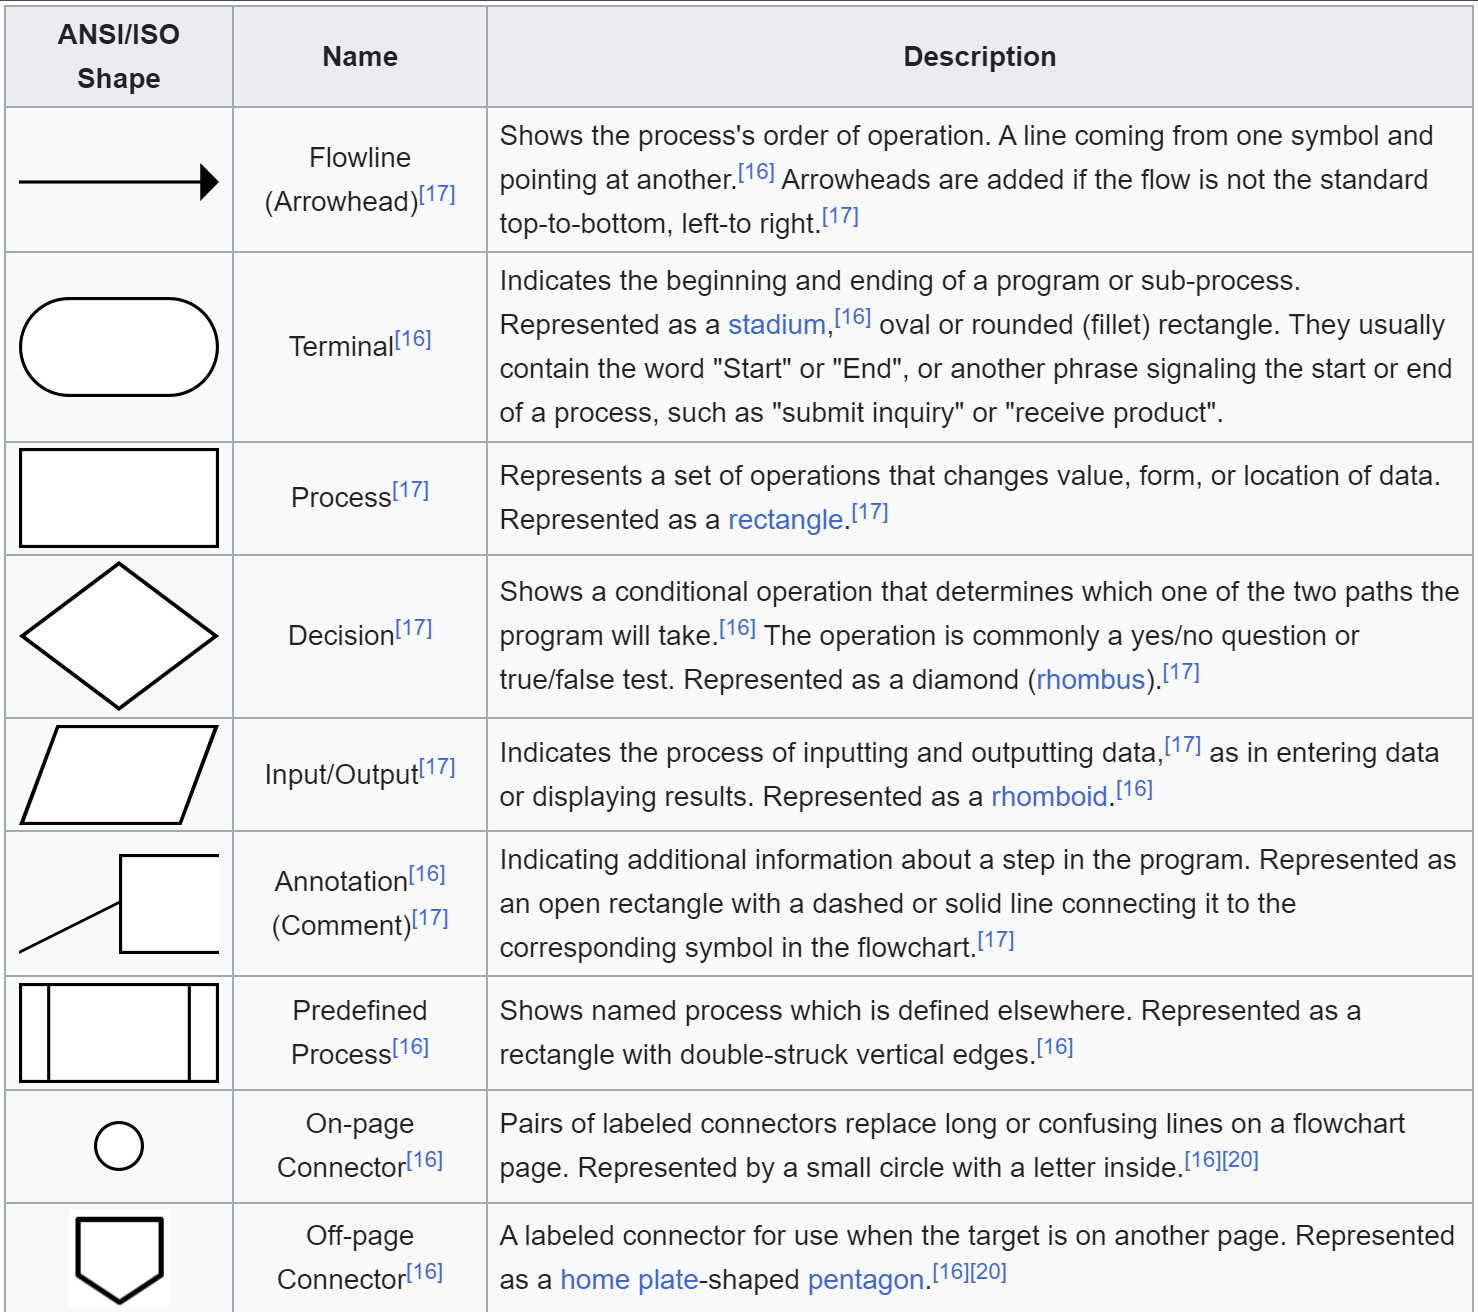 ANSI/ISO
Shape
Name
Description
Flowline
(Arrowhead)[17]
Shows the process's order of operation. A line coming from one symbol and
pointing at another.[16] Arrowheads are added if the flow is not the standard
top-to-bottom, left-to right.[17]
Terminal[16]
Indicates the beginning and ending of a program or sub-process.
Represented as a stadium,[16] oval or rounded (fillet) rectangle. They usually
contain the word "Start" or "End", or another phrase signaling the start or end
of a process, such as "submit inquiry" or "receive product".
Process[17]
Represents a set of operations that changes value, form, or location of data.
Represented as a rectangle.[17]
Decision[17]
Shows a conditional operation that determines which one of the two paths the
program will take.[16] The operation is commonly a yes/no question or
true/false test. Represented as a diamond (rhombus).[17]
Input/Output[17]
Indicates the process of inputting and outputting data,[17] as in entering data
or displaying results. Represented as a rhomboid.[16]
Annotation[16]
(Comment)[17]
Indicating additional information about a step in the program. Represented as
an open rectangle with a dashed or solid line connecting it to the
corresponding symbol in the flowchart.[17]
Predefined
Process[16]
Shows named process which is defined elsewhere. Represented as a
rectangle with double-struck vertical edges.[16]
On-page
Connector[16]
Pairs of labeled connectors replace long or confusing lines on a flowchart
page. Represented by a small circle with a letter inside.[16][20]
Off-page
Connector[16]
A labeled connector for use when the target is on another page. Represented
as a home plate-shaped pentagon.[16][20]